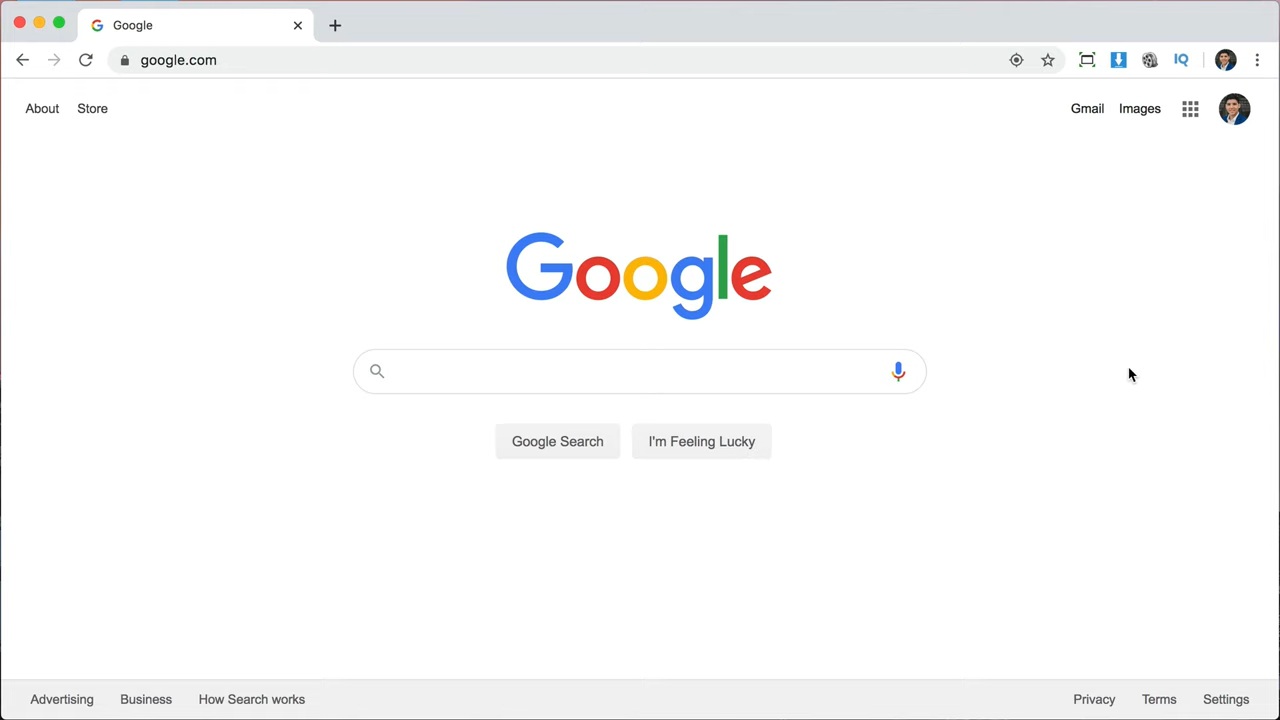 Google
google.com
IQ
About Store Gmail Images
Google
Google Search I'm Feeling Lucky
Advertising Business How Search works Privacy Terms Settings